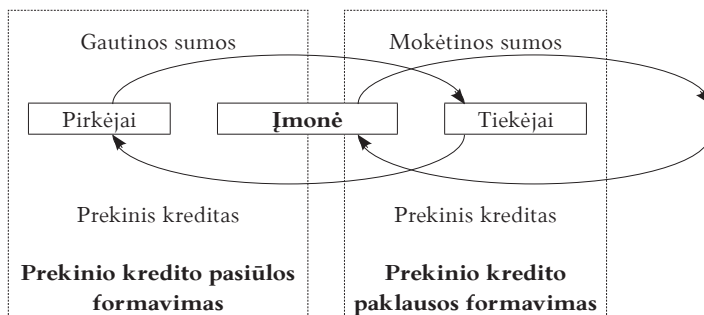 Gautinos sumos
Mokėtinos sumos
Pirkėjai
Įmonė
Tiekėjai
Prekinis kreditas
Prekinis kreditas
Prekinio kredito pasiūlos
formavimas
Prekinio kredito
paklausos formavimas